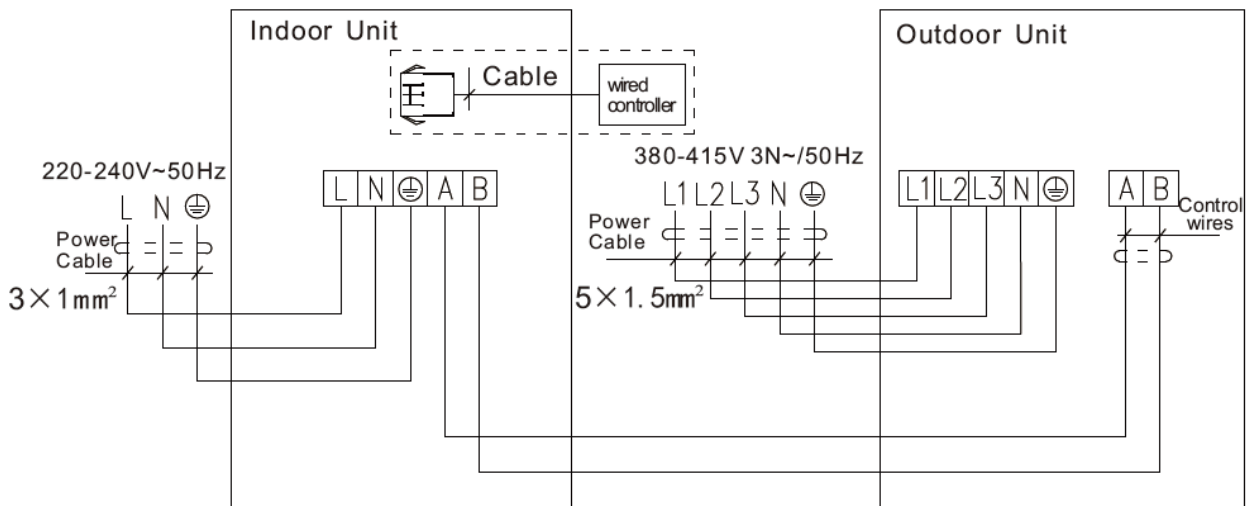 Indoor Unit
Outdoor Unit
Cable
wired
controller
220-240V~50Hz
L N
Power
Cable
3×1mm²
L N A B
380-415V 3N~/50Hz
L1 L2 L3 N
Power
Cable
5×1.5mm²
L1 L2 L3 N
A B
Control
wires